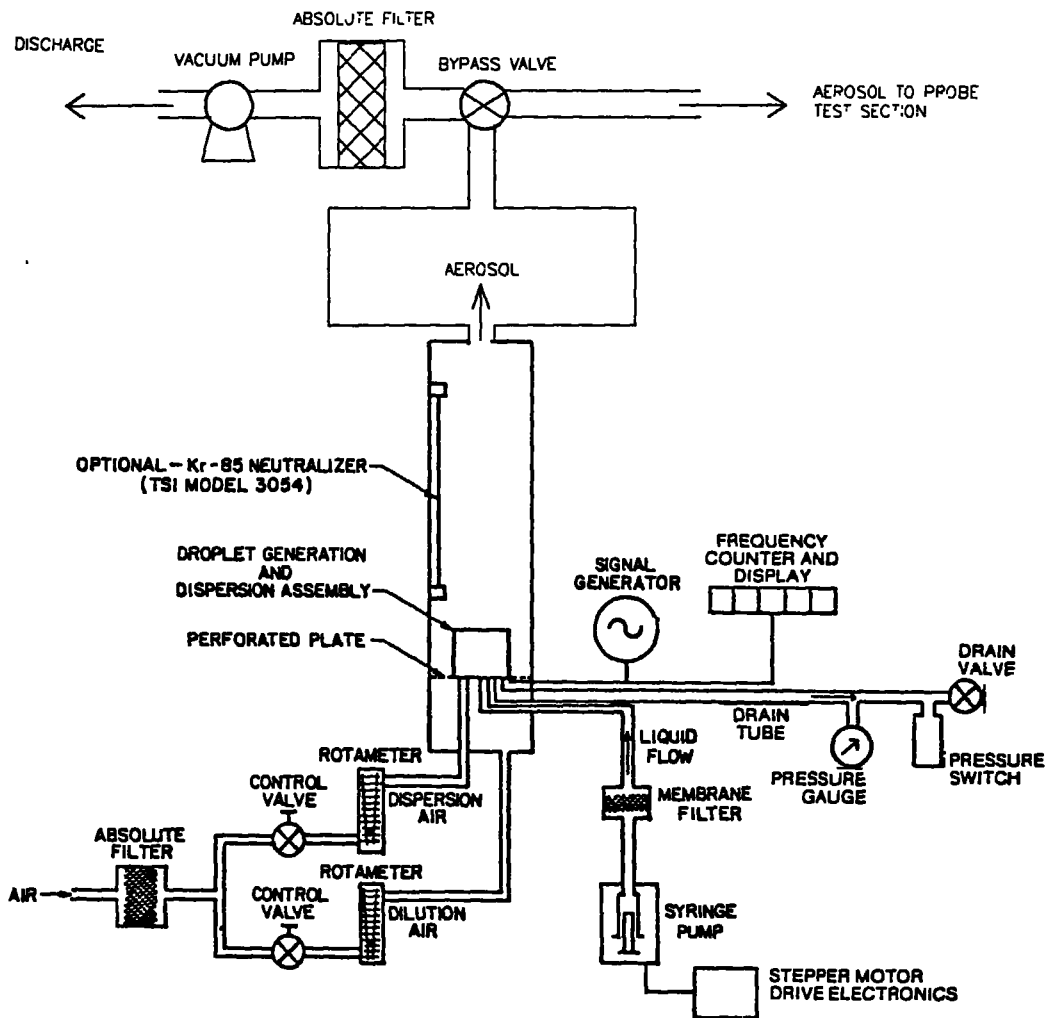 ABSOLUTE FILTER
DISCHARGE
VACUUM PUMP
BYPASS VALVE
AEROSOL TO PROBE
TEST SECTION
AEROSOL
OPTIONAL - Kr-85 NEUTRALIZER
(TSI MODEL 3054)
DROPLET GENERATION
AND
DISPERSION ASSEMBLY
PERFORATED PLATE
SIGNAL
GENERATOR
FREQUENCY
COUNTER AND
DISPLAY
DRAIN
VALVE
DRAIN
TUBE
LIQUID
FLOW
PRESSURE
GAUGE
PRESSURE
SWITCH
MEMBRANE
FILTER
ROTAMETER
CONTROL
VALVE
DISPERSION
AIR
ABSOLUTE
FILTER
AIR
ROTAMETER
CONTROL
VALVE
DILUTION
AIR
SYRINGE
PUMP
STEPPER MOTOR
DRIVE ELECTRONICS